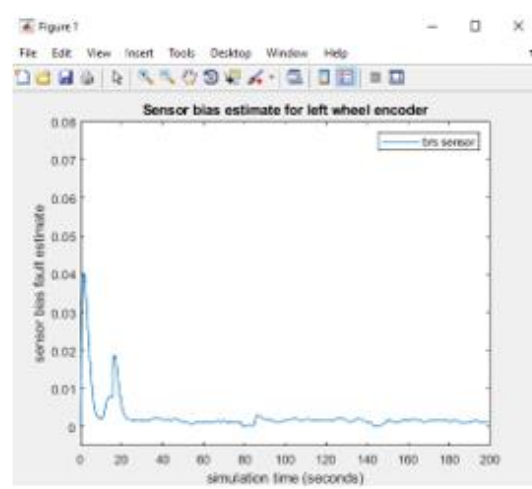 Figure 1
File Edit View Insert Tools Desktop Window Help
Sensor bias estimate for left wheel encoder
0.08
0.07
0.06
0.05
0.04
0.03
0.02
0.01
0
sensor bias fault estimate
brs sensor
0 20 40 60 80 100 120 140 160 180 200
simulation time (seconds)